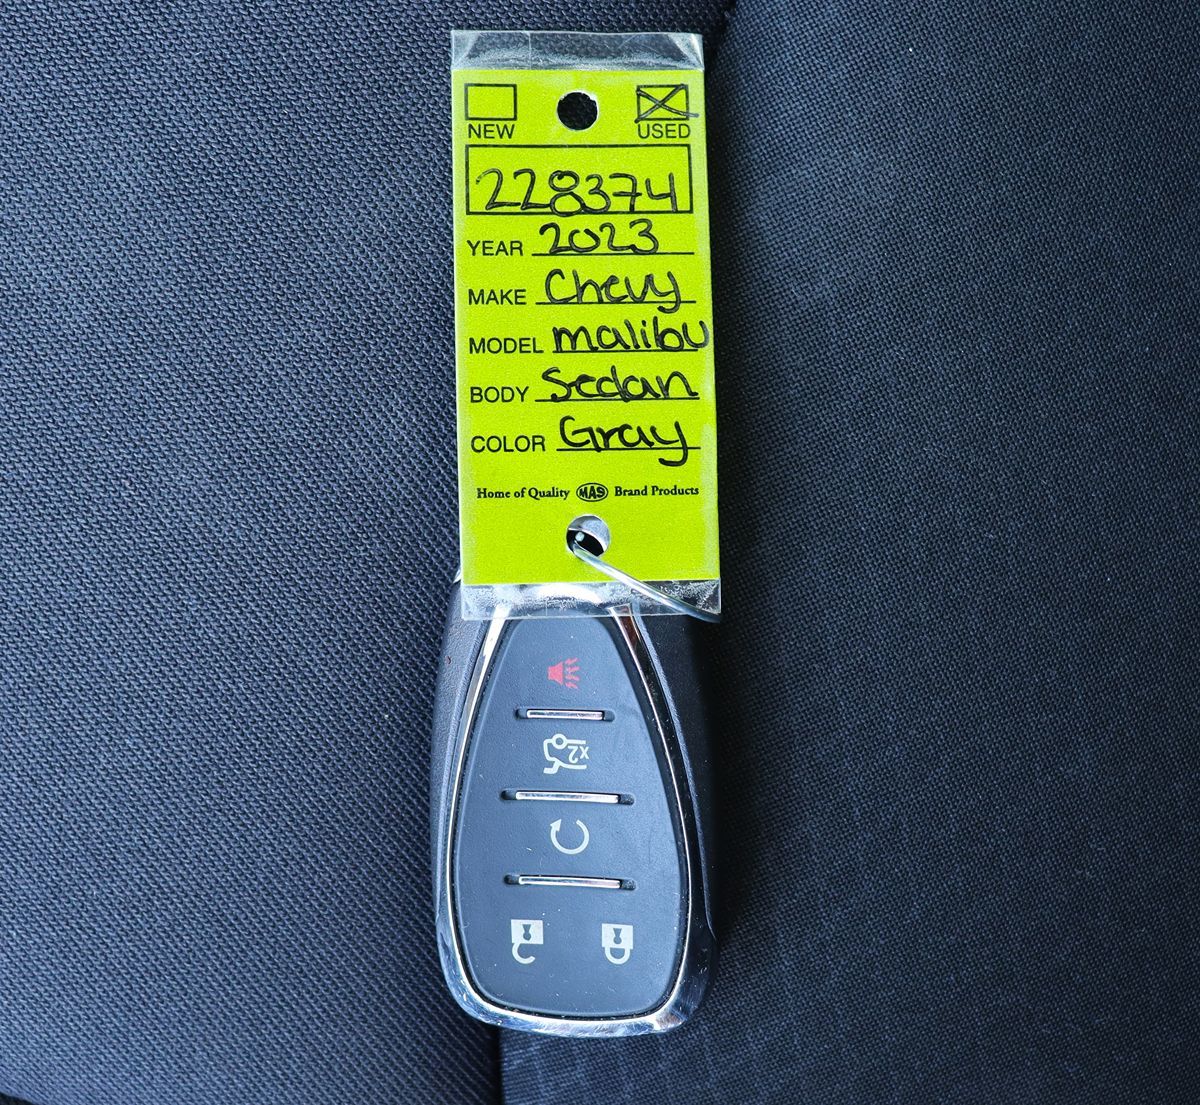 NEW USED
228374
YEAR 2023
MAKE Chevy
MODEL malibu
BODY Sedan
COLOR Gray
Home of Quality MAS Brand Products
x2